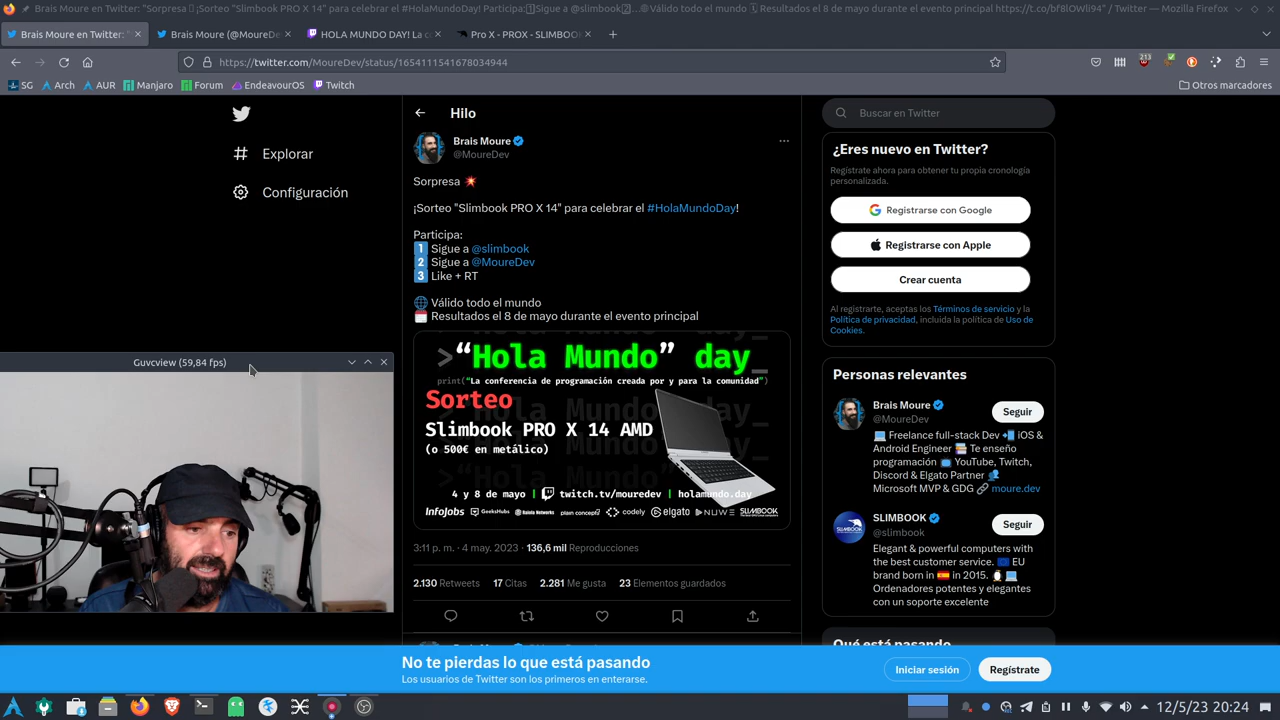 Brais Moure en Twitter: "Sorpresa ¡Sorteo "Slimbook PRO X 14" para celebrar el #HolaMundoDay! Participa:1️⃣Sigue a @slimbook2️⃣...🌐Válido todo el mundo 🗓 Resultados el 8 de mayo durante el evento principal https://t.co/bf8lOWli94" / Twitter — Mozilla Firefox
Brais Moure en Twitter: "
Brais Moure (@MoureDe
HOLA MUNDO DAY! La c
Pro X - PROX - SLIMBOO
https://twitter.com/MoureDev/status/1654111541678034944
213
SG
Arch
AUR
Manjaro
Forum
EndeavourOS
Twitch
Otros marcadores
Explorar
Configuración
Hilo
Brais Moure
@MoureDev
Sorpresa 💥
¡Sorteo "Slimbook PRO X 14" para celebrar el #HolaMundoDay!
Participa:
1️⃣ Sigue a @slimbook
2️⃣ Sigue a @MoureDev
3️⃣ Like + RT
🌐 Válido todo el mundo
🗓 Resultados el 8 de mayo durante el evento principal
>"Hola Mundo" day_
print("La conferencia de programación creada por y para la comunidad")
Sorteo
Slimbook PRO X 14 AMD
(o 500€ en metálico)
4 y 8 de mayo | twitch.tv/mouredev | holamundo.day
InfoJobs GeeksHubs Raiola Networks plain concepts codely elgato NUWE SLIMBOOK
3:11 p. m. · 4 may. 2023 · 136,6 mil Reproducciones
2.130 Retweets 17 Citas 2.281 Me gusta 23 Elementos guardados
Brais Moure
Buscar en Twitter
¿Eres nuevo en Twitter?
Regístrate ahora para obtener tu propia cronología
personalizada.
Registrarse con Google
Registrarse con Apple
Crear cuenta
Al registrarte, aceptas los Términos de servicio y la
Política de privacidad, incluida la política de Uso de
Cookies.
Personas relevantes
Brais Moure
@MoureDev
Seguir
💻 Freelance full-stack Dev 📲 iOS &
Android Engineer 📚 Te enseño
programación 📺 YouTube, Twitch,
Discord & Elgato Partner 👥
Microsoft MVP & GDG 🔗 moure.dev
SLIMBOOK
@slimbook
Seguir
Elegant & powerful computers with
the best customer service. 🇪🇺 EU
brand born in 🇪🇸 in 2015. 🐧💻
Ordenadores potentes y elegantes
con un soporte excelente
Qué está pasando
Guvcview (59,84 fps)
No te pierdas lo que está pasando
Los usuarios de Twitter son los primeros en enterarse.
Iniciar sesión
Regístrate
12/5/23 20:24